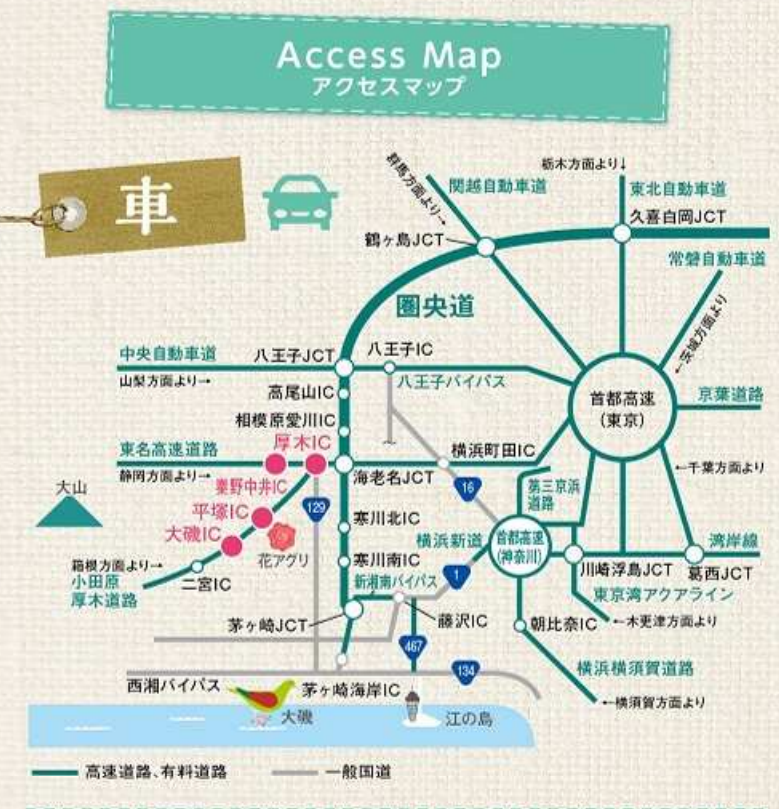 Access Map
アクセスマップ
車
群馬方面より→
関越自動車道
栃木方面より↓
東北自動車道
久喜白岡JCT
鶴ヶ島JCT
常磐自動車道
←茨城方面より
圏央道
中央自動車道
山梨方面より→
八王子JCT
八王子IC
八王子バイパス
高尾山IC
相模原愛川IC
首都高速
(東京)
京葉道路
東名高速道路
静岡方面より→
厚木IC
秦野中井IC
海老名JCT
横浜町田IC
16
129
第三京浜
道路
←千葉方面より
大山
平塚IC
大磯IC
花アグリ
寒川北IC
寒川南IC
横浜新道
首都高速
(神奈川)
湾岸線
川崎浮島JCT
葛西JCT
箱根方面より→
小田原
厚木道路
二宮IC
新湘南バイパス
1
東京湾アクアライン
←木更津方面より
茅ヶ崎JCT
藤沢IC
朝比奈IC
467
134
横浜横須賀道路
←横須賀方面より
西湘バイパス
茅ヶ崎海岸IC
大磯
江の島
高速道路、有料道路
一般国道